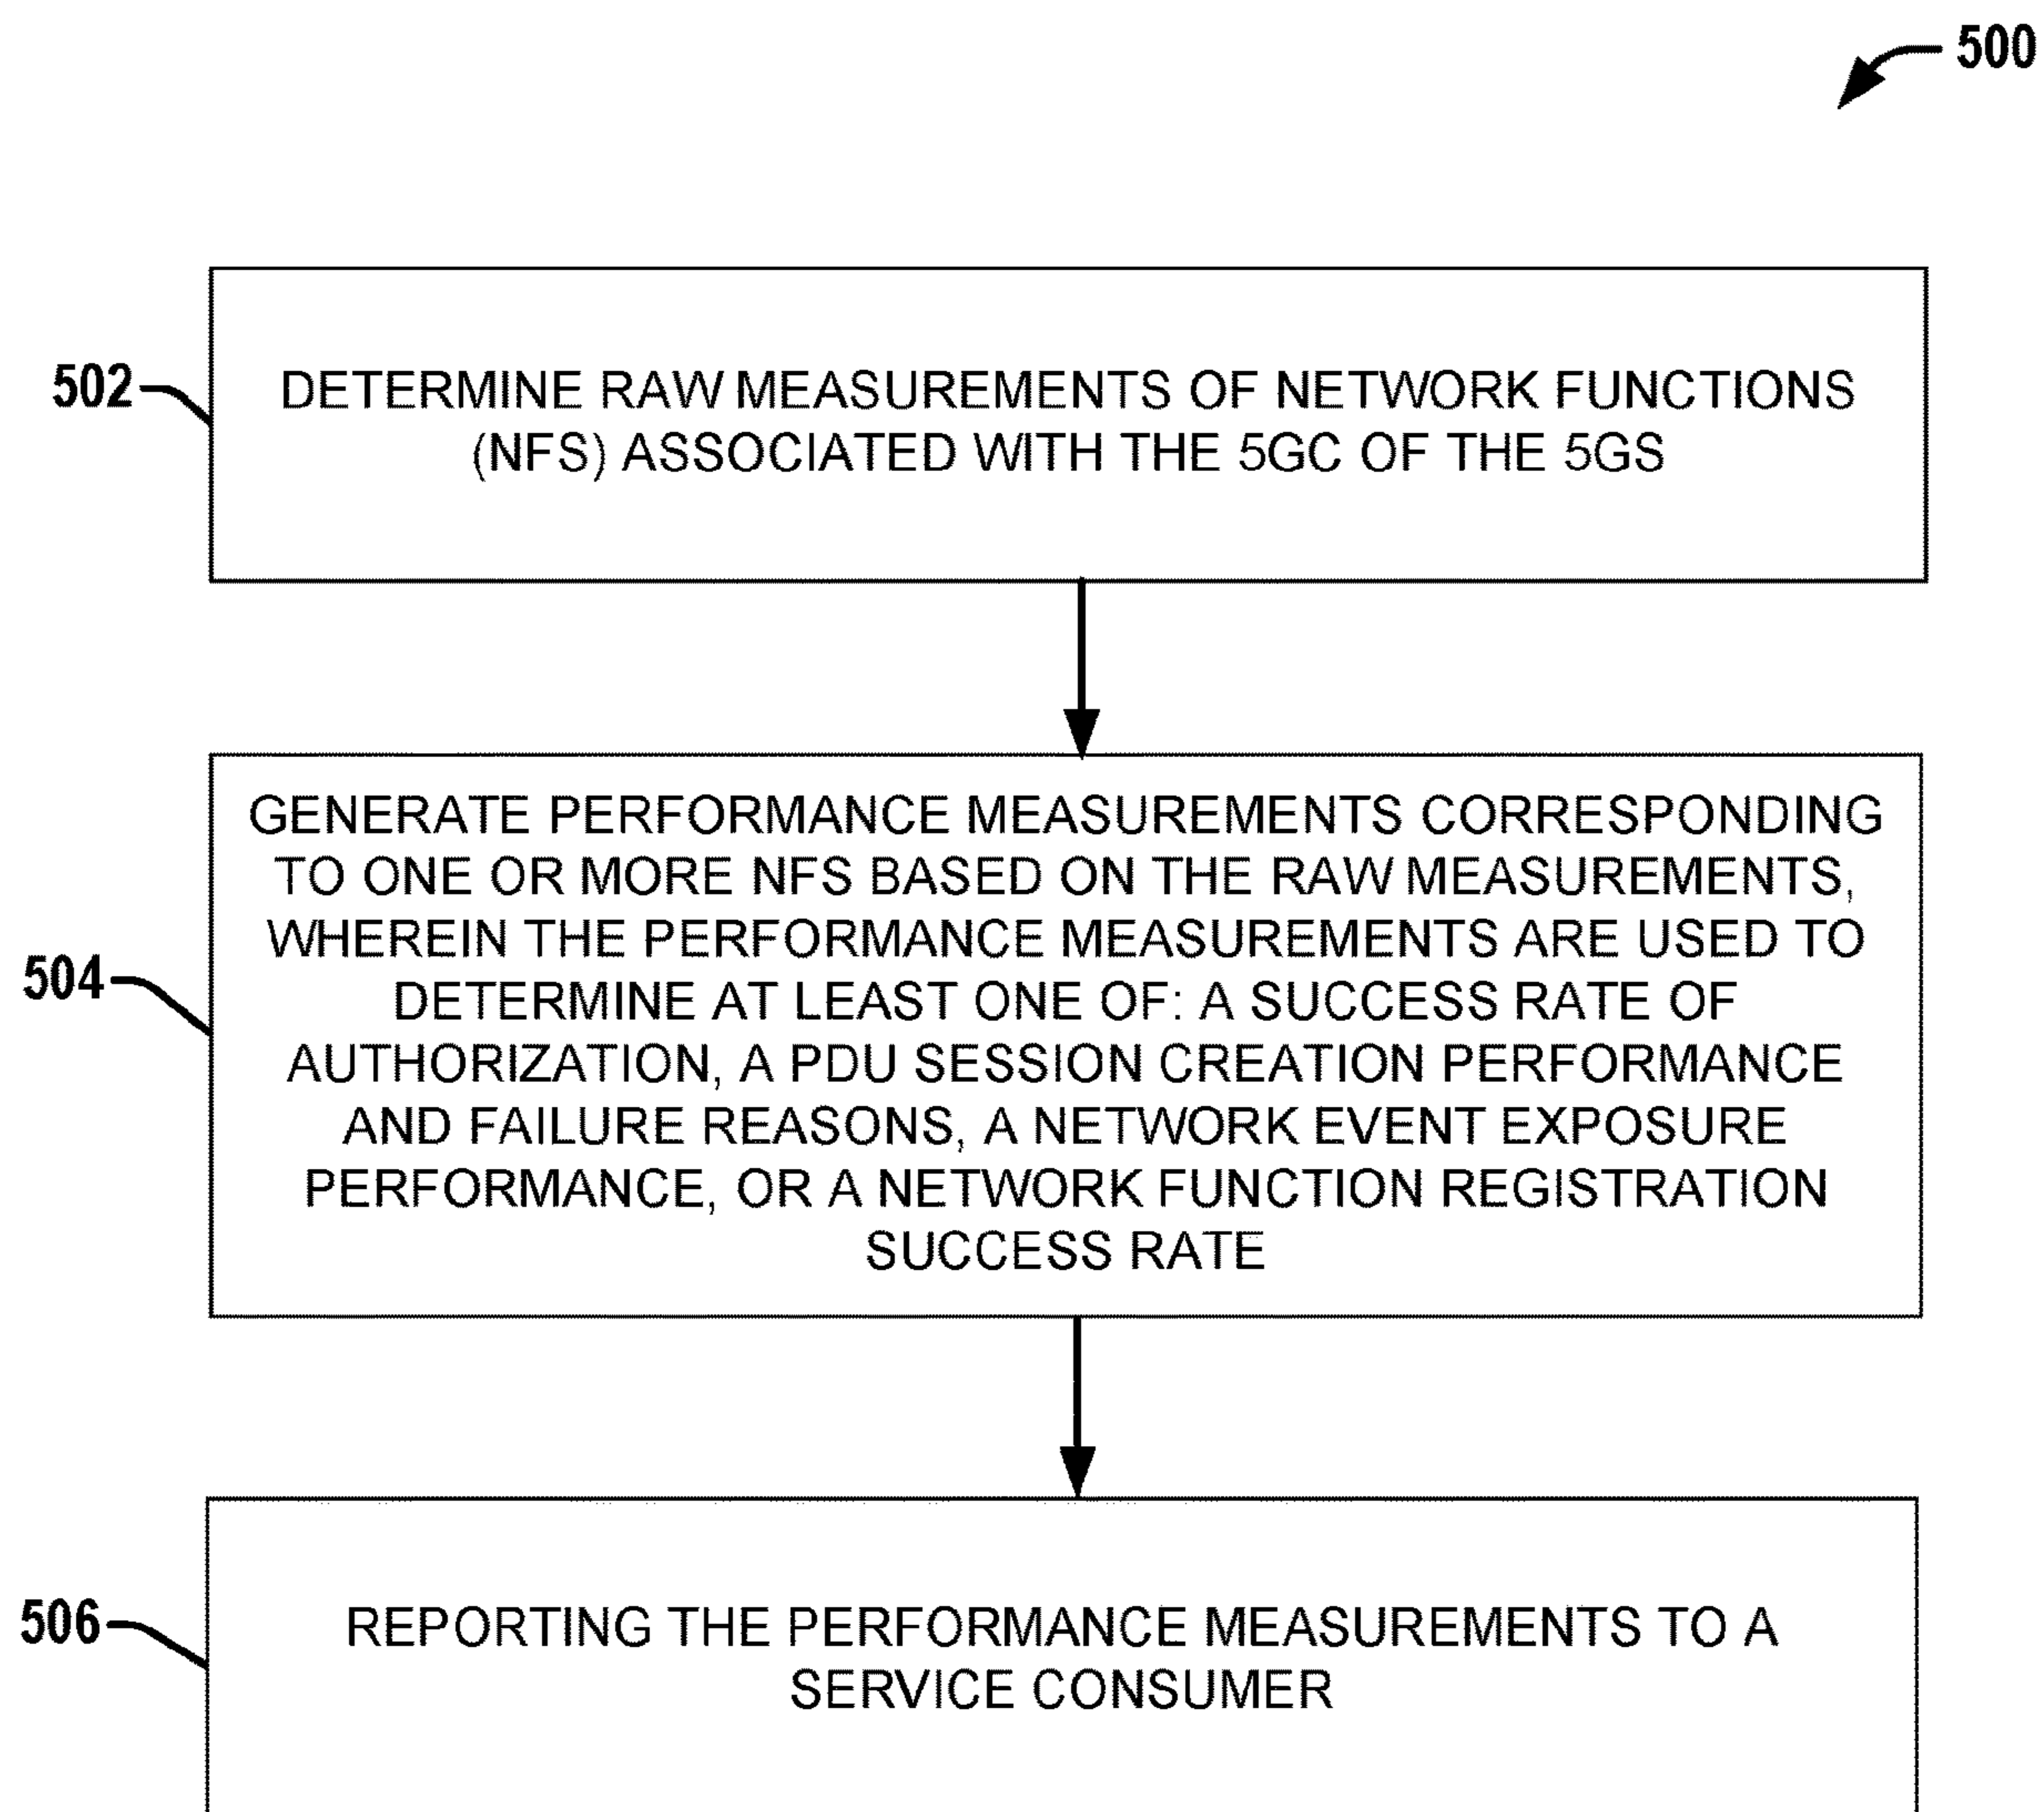 500
502
DETERMINE RAW MEASUREMENTS OF NETWORK FUNCTIONS
(NFS) ASSOCIATED WITH THE 5GC OF THE 5GS
504
GENERATE PERFORMANCE MEASUREMENTS CORRESPONDING
TO ONE OR MORE NFS BASED ON THE RAW MEASUREMENTS,
WHEREIN THE PERFORMANCE MEASUREMENTS ARE USED TO
DETERMINE AT LEAST ONE OF: A SUCCESS RATE OF
AUTHORIZATION, A PDU SESSION CREATION PERFORMANCE
AND FAILURE REASONS, A NETWORK EVENT EXPOSURE
PERFORMANCE, OR A NETWORK FUNCTION REGISTRATION
SUCCESS RATE
506
REPORTING THE PERFORMANCE MEASUREMENTS TO A
SERVICE CONSUMER